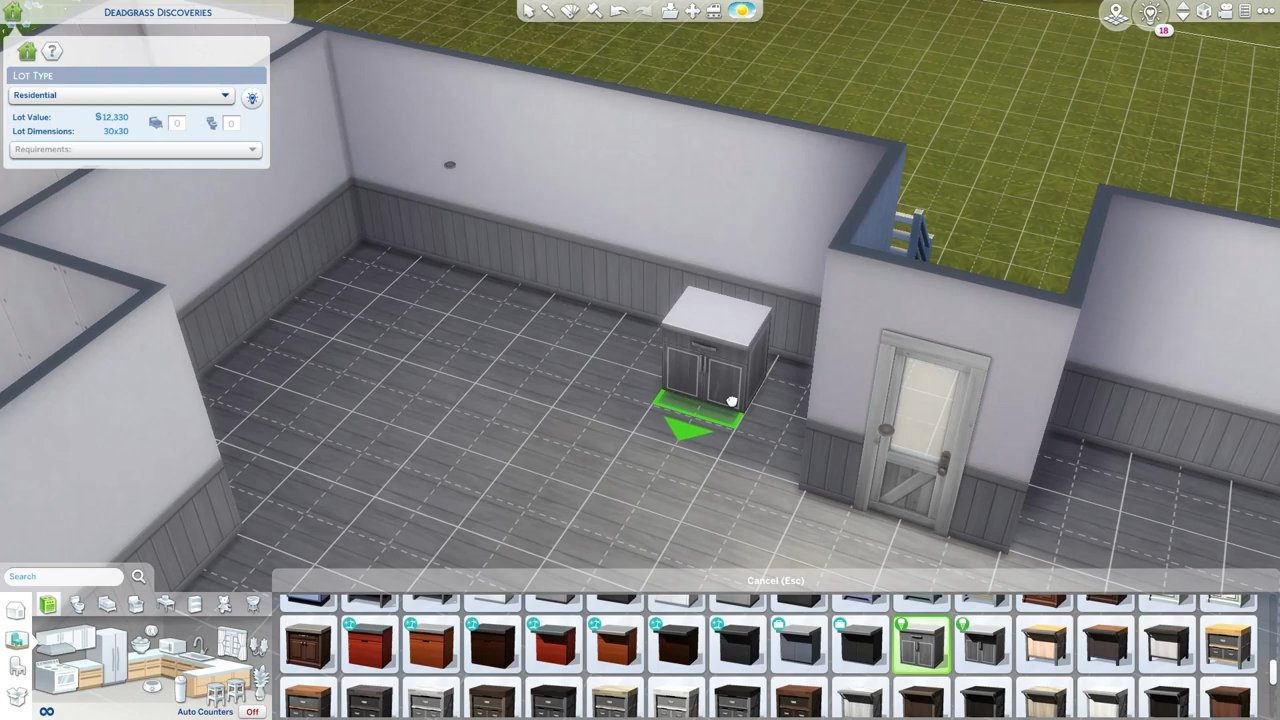 DEADGRASS DISCOVERIES
18
?
LOT TYPE
Residential
Lot Value: §12,330
0 0
Lot Dimensions: 30x30
Requirements:
Cancel (Esc)
Search
Auto Counters Off